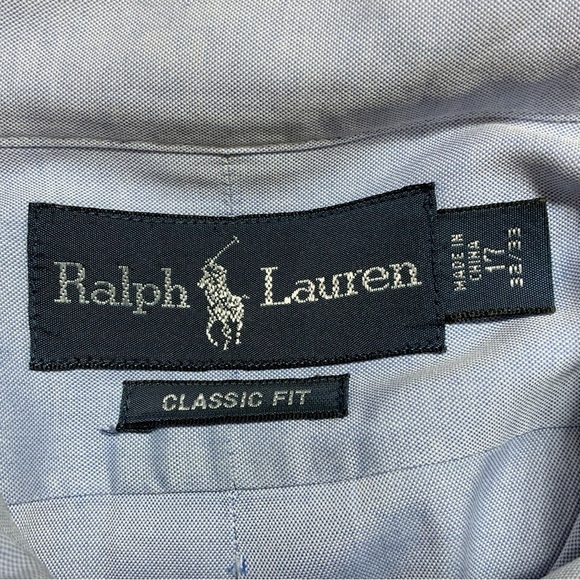 Ralph Lauren
MADE IN
CHINA
17
32/33
CLASSIC FIT